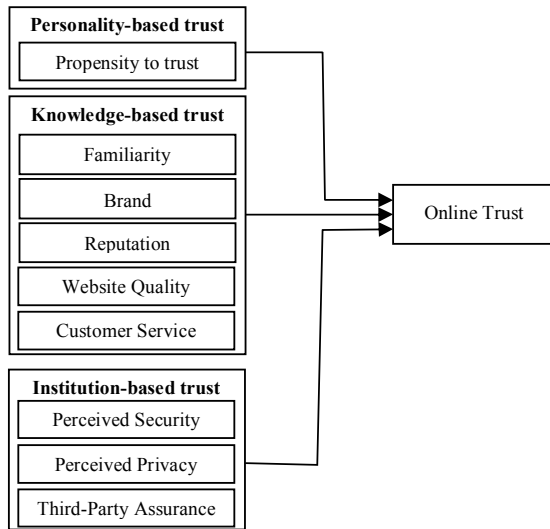 Personality-based trust
Propensity to trust
Knowledge-based trust
Familiarity
Brand
Reputation
Website Quality
Customer Service
Institution-based trust
Perceived Security
Perceived Privacy
Third-Party Assurance
Online Trust